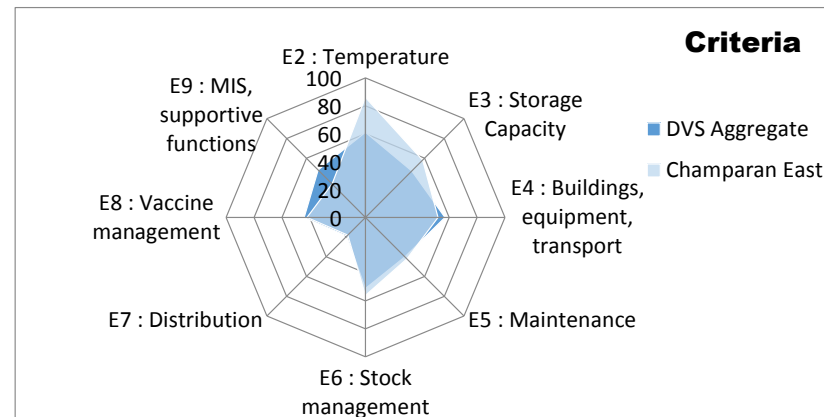 Criteria
E2 : Temperature
100
80
60
40
20
0
E3 : Storage
Capacity
E4 : Buildings,
equipment,
transport
E5 : Maintenance
E6 : Stock
management
E7 : Distribution
E8 : Vaccine
management
E9 : MIS,
supportive
functions
DVS Aggregate
Champaran East